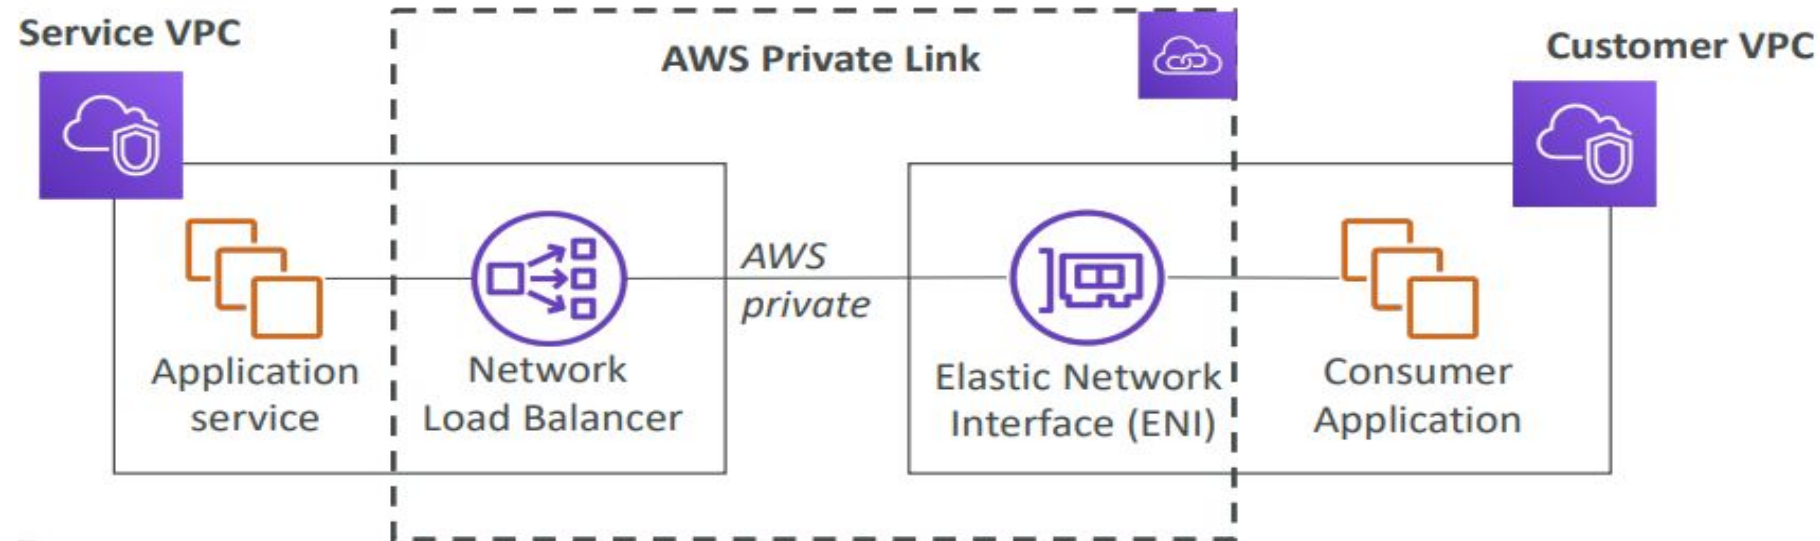 Service VPC
AWS Private Link
Customer VPC
AWS
private
Application
service
Network
Load Balancer
Elastic Network
Interface (ENI)
Consumer
Application